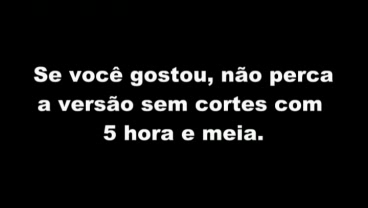 Se você gostou, não perca
a versão sem cortes com
5 hora e meia.